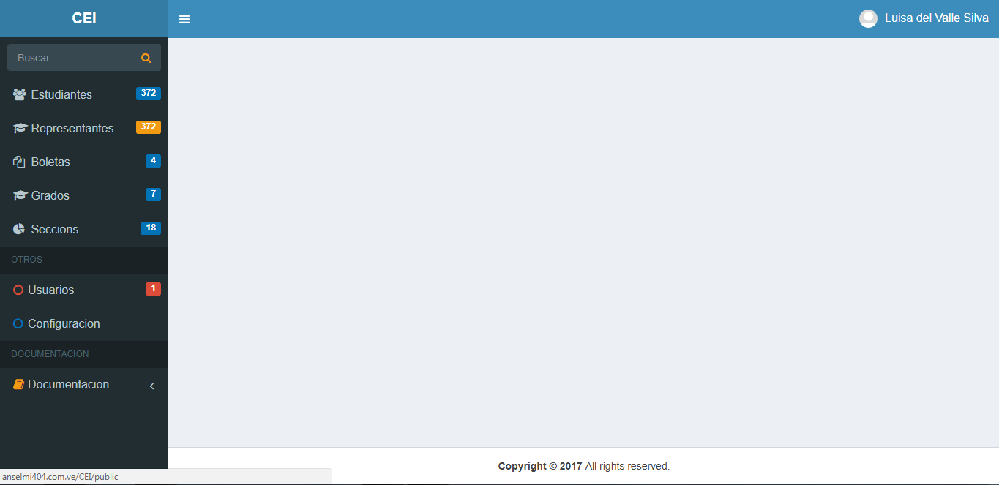 CEI
Luisa del Valle Silva
Buscar
Estudiantes 372
Representantes 372
Boletas 4
Grados 7
Seccions 18
OTROS
Usuarios 1
Configuracion
DOCUMENTACION
Documentacion
Copyright © 2017 All rights reserved.
anselmi404.com.ve/CEI/public